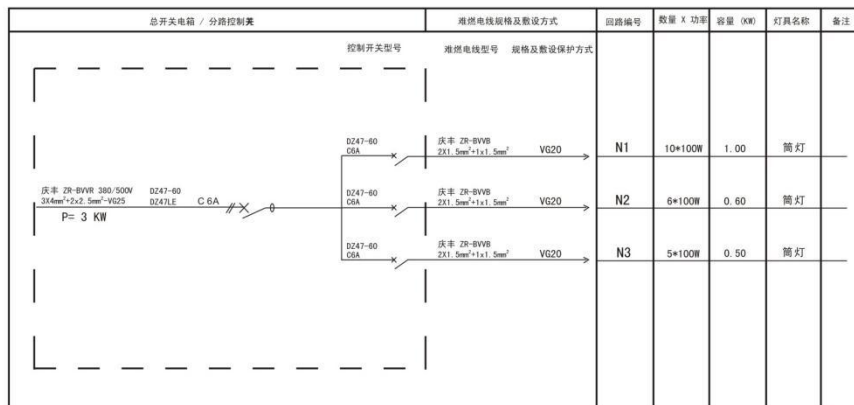 总开关电箱 / 分路控制关
难燃电线规格及敷设方式
回路编号
数量 X 功率
容量 (KW)
灯具名称
备注
控制开关型号
难燃电线型号 规格及敷设保护方式
DZ47-60
C6A
庆丰 ZR-BVVB
2X1.5mm²+1x1.5mm²
VG20
N1
10*100W
1.00
筒灯
庆丰 ZR-BVVR 380/500V
3X4mm²+2x2.5mm²-VG25
P= 3 KW
DZ47-60
DZ47LE
C 6A
DZ47-60
C6A
庆丰 ZR-BVVB
2X1.5mm²+1x1.5mm²
VG20
N2
6*100W
0.60
筒灯
DZ47-60
C6A
庆丰 ZR-BVVB
2X1.5mm²+1x1.5mm²
VG20
N3
5*100W
0.50
筒灯